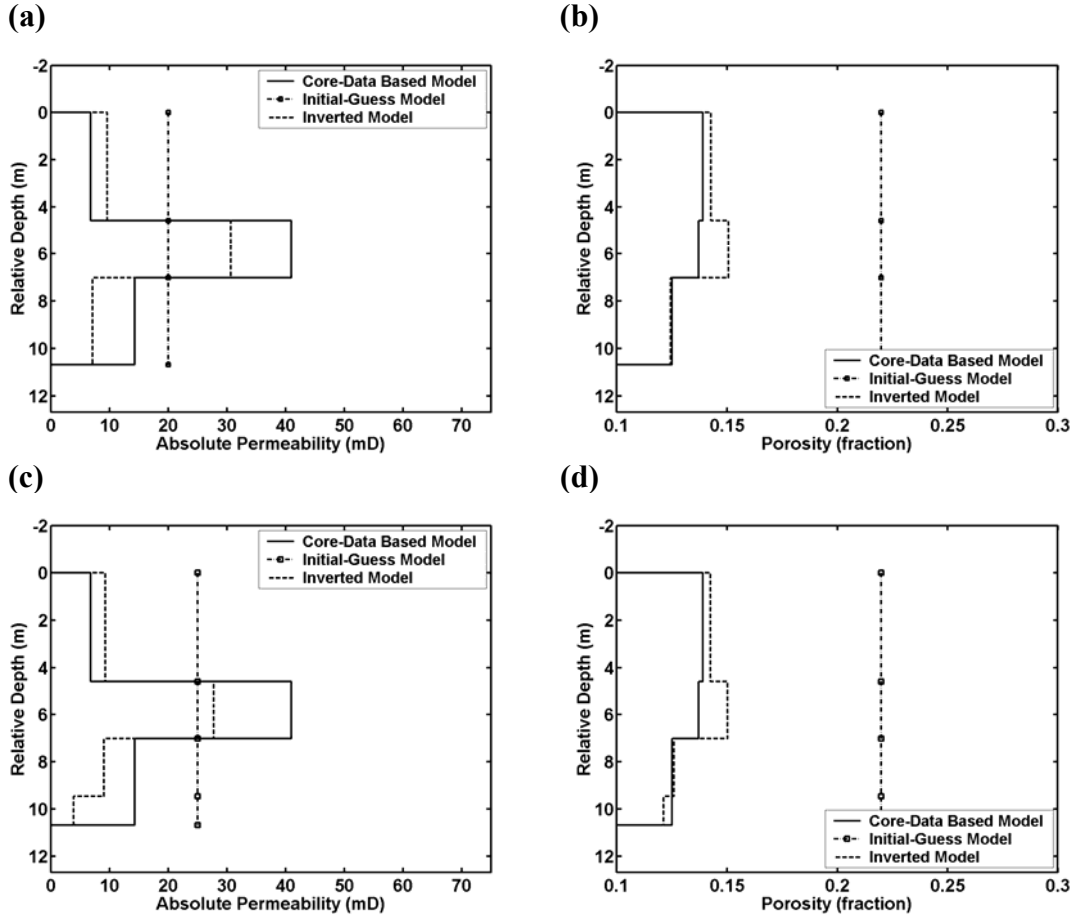 (a)
-2
0
2
4
6
8
10
12
Relative Depth (m)
Core-Data Based Model
Initial-Guess Model
Inverted Model
0 10 20 30 40 50 60 70
Absolute Permeability (mD)
(b)
-2
0
2
4
6
8
10
12
Relative Depth (m)
Core-Data Based Model
Initial-Guess Model
Inverted Model
0.1 0.15 0.2 0.25 0.3
Porosity (fraction)
(c)
-2
0
2
4
6
8
10
12
Relative Depth (m)
Core-Data Based Model
Initial-Guess Model
Inverted Model
0 10 20 30 40 50 60 70
Absolute Permeability (mD)
(d)
-2
0
2
4
6
8
10
12
Relative Depth (m)
Core-Data Based Model
Initial-Guess Model
Inverted Model
0.1 0.15 0.2 0.25 0.3
Porosity (fraction)